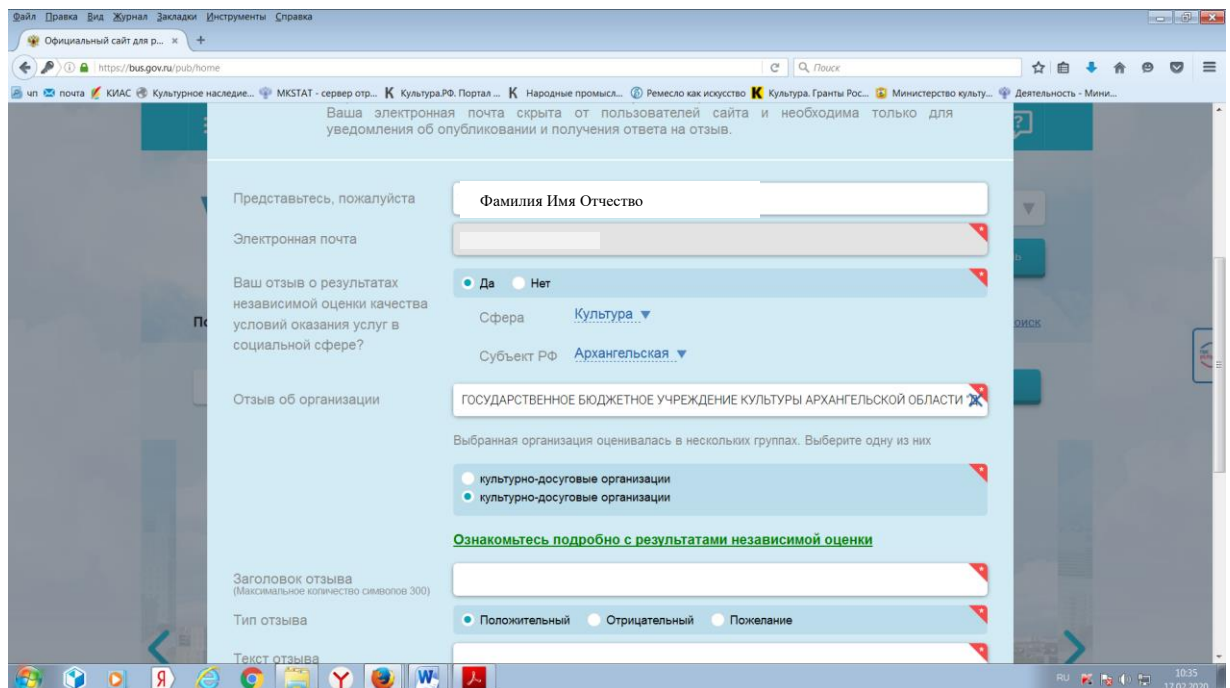 Файл Правка Вид Журнал Закладки Инструменты Справка
Официальный сайт для р... × +
https://bus.gov.ru/pub/home
Поиск
чп почта КИАС Культурное наследие... MKSTAT - сервер отр... Культура.РФ. Портал ... Народные промысл... Ремесло как искусство Культура. Гранты Рос... Министерство культу... Деятельность - Мини...
Ваша электронная почта скрыта от пользователей сайта и необходима только для
уведомления об опубликовании и получения ответа на отзыв.
Представьтесь, пожалуйста
Фамилия Имя Отчество
Электронная почта
Ваш отзыв о результатах
независимой оценки качества
условий оказания услуг в
социальной сфере?
Да Нет
Сфера Культура ▼
Субъект РФ Архангельская ▼
Отзыв об организации
ГОСУДАРСТВЕННОЕ БЮДЖЕТНОЕ УЧРЕЖДЕНИЕ КУЛЬТУРЫ АРХАНГЕЛЬСКОЙ ОБЛАСТИ
Выбранная организация оценивалась в нескольких группах. Выберите одну из них
культурно-досуговые организации
культурно-досуговые организации
Ознакомьтесь подробно с результатами независимой оценки
Заголовок отзыва
(Максимальное количество символов 300)
Тип отзыва
Положительный Отрицательный Пожелание
Текст отзыва
RU
10:35
17.02.2020